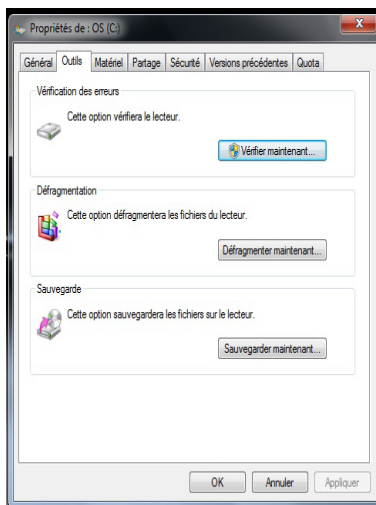 Propriétés de : OS (C:)
Général Outils Matériel Partage Sécurité Versions précédentes Quota
Vérification des erreurs
Cette option vérifiera le lecteur.
Vérifier maintenant...
Défragmentation
Cette option défragmentera les fichiers du lecteur.
Défragmenter maintenant...
Sauvegarde
Cette option sauvegardera les fichiers sur le lecteur.
Sauvegarder maintenant...
OK Annuler Appliquer